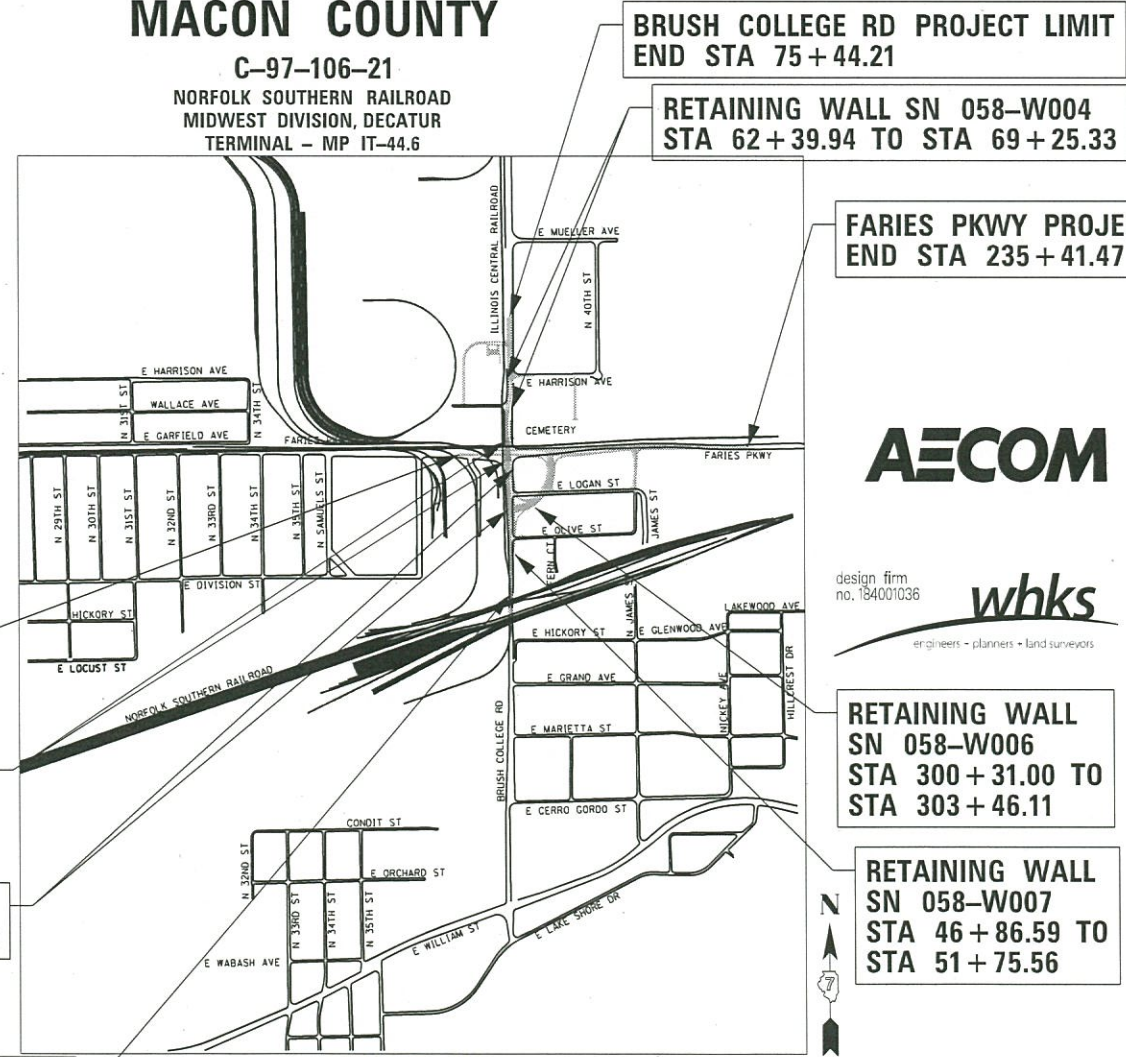 MACON COUNTY
C-97-106-21
NORFOLK SOUTHERN RAILROAD
MIDWEST DIVISION, DECATUR
TERMINAL - MP IT-44.6
BRUSH COLLEGE RD PROJECT LIMIT
END STA 75+44.21
RETAINING WALL SN 058-W004
STA 62+39.94 TO STA 69+25.33
FARIES PKWY PROJE
END STA 235+41.47
ILLINOIS CENTRAL RAILROAD
E MUELLER AVE
N 40TH ST
E HARRISON AVE
E HARRISON AVE
WALLACE AVE
N 31ST ST
N 34TH ST
E GARFIELD AVE
CEMETERY
FARIES
FARIES PKWY
N 29TH ST
N 30TH ST
N 31ST ST
N 32ND ST
N 33RD ST
N 34TH ST
N 35TH ST
N SAMUELS ST
E LOGAN ST
JAMES ST
E OLIVE ST
FERN CT
E DIVISION ST
HICKORY ST
E LOCUST ST
N JAMES
LAKEWOOD AVE
E HICKORY ST
E GLENWOOD AVE
E GRAND AVE
NICKEY AVE
HILLCREST DR
NORFOLK SOUTHERN RAILROAD
E MARIETTA ST
BRUSH COLLEGE RD
E CERRO GORDO ST
CONDIT ST
N 32ND ST
E ORCHARD ST
N 33RD ST
N 34TH ST
N 35TH ST
E WILLIAM ST
E LAKE SHORE DR
E WABASH AVE
AECOM
design firm
no. 184001036
whks
engineers + planners + land surveyors
RETAINING WALL
SN 058-W006
STA 300+31.00 TO
STA 303+46.11
RETAINING WALL
SN 058-W007
STA 46+86.59 TO
STA 51+75.56
N
7